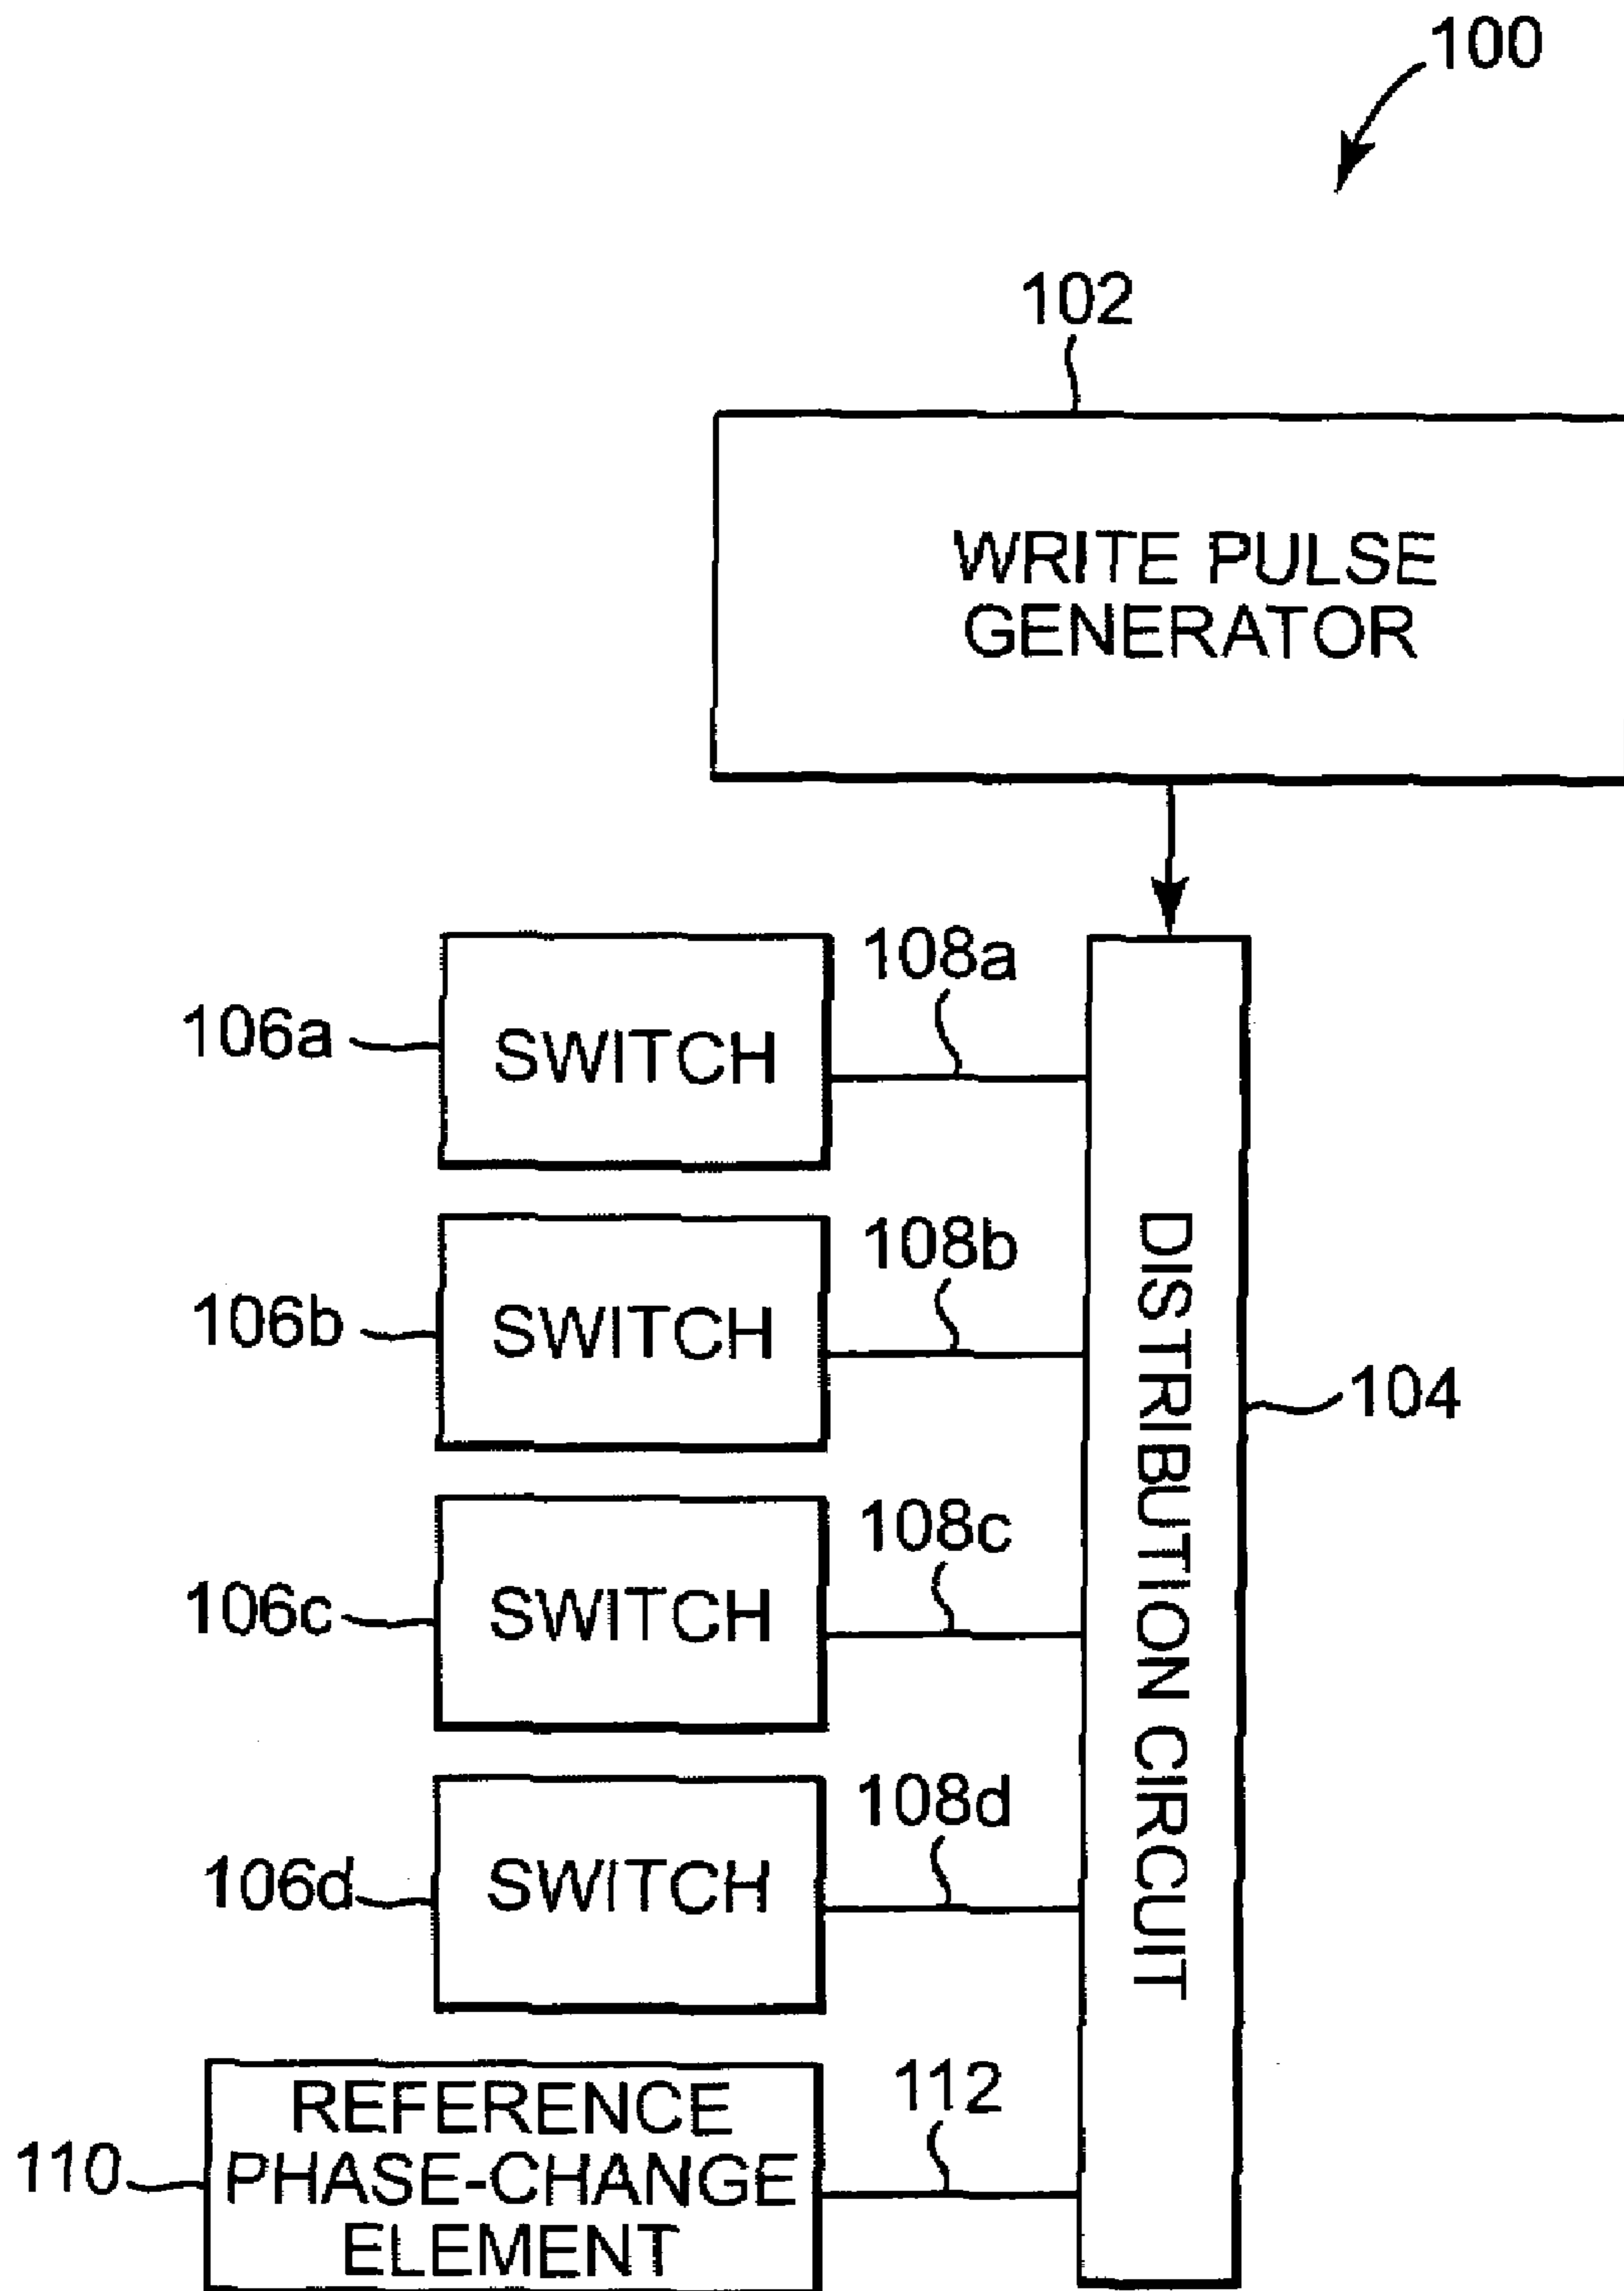 100
102
WRITE PULSE
GENERATOR
108a
106a
SWITCH
108b
106b
SWITCH
DISTRIBUTION CIRCUIT
104
108c
106c
SWITCH
108d
106d
SWITCH
112
110
REFERENCE
PHASE-CHANGE
ELEMENT